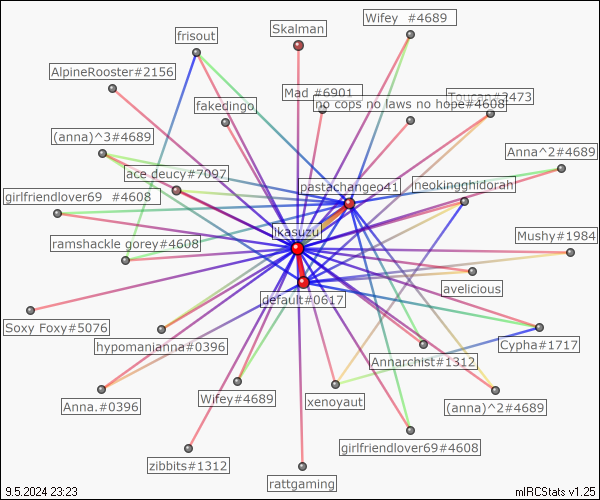 Wifey  #4689
Skalman
frisout
AlpineRooster#2156
Mad #6901
Toucan#2473
fakedingo
no cops no laws no hope#4608
(anna)^3#4689
Anna^2#4689
ace deucy#7097
pastachangeo41
neokingghidorah
girlfriendlover69  #4608
ikasuzu
ramshackle gorey#4608
Mushy#1984
avelicious
default#0617
Soxy Foxy#5076
hypomanianna#0396
Cypha#1717
Annarchist#1312
Anna.#0396
Wifey#4689
xenoyaut
(anna)^2#4689
girlfriendlover69#4608
zibbits#1312
rattgaming
9.5.2024 23:23
mIRCStats v1.25